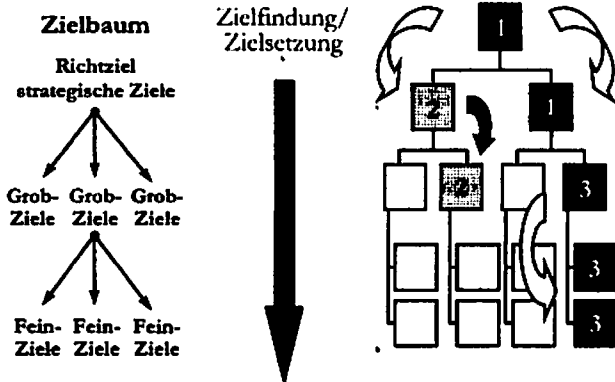 Zielbaum
Richtziel
strategische Ziele
Grob- Grob- Grob-
Ziele Ziele Ziele
Fein- Fein- Fein-
Ziele Ziele Ziele
Zielfindung/
Zielsetzung
1
2 1
2 3
3
3